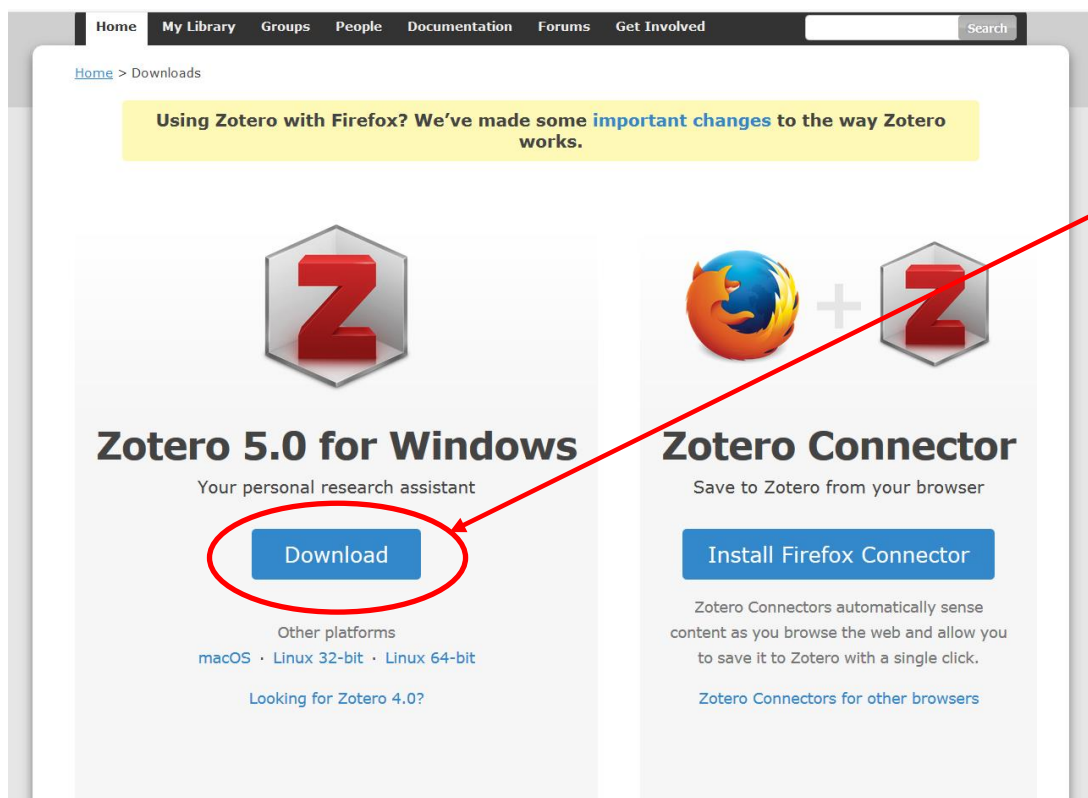 Home My Library Groups People Documentation Forums Get Involved Search
Home > Downloads
Using Zotero with Firefox? We've made some important changes to the way Zotero
works.
Z
+ Z
Zotero 5.0 for Windows
Your personal research assistant
Download
Other platforms
macOS · Linux 32-bit · Linux 64-bit
Looking for Zotero 4.0?
Zotero Connector
Save to Zotero from your browser
Install Firefox Connector
Zotero Connectors automatically sense
content as you browse the web and allow you
to save it to Zotero with a single click.
Zotero Connectors for other browsers